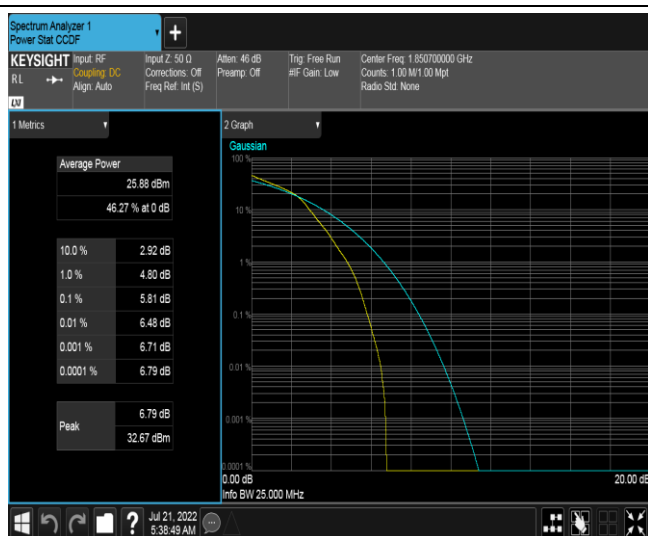 Spectrum Analyzer 1
Power Stat CCDF
KEYSIGHT
RL
LXI
Input: RF
Coupling: DC
Align: Auto
Input Z: 50 Ω
Corrections: Off
Freq Ref: Int (S)
Atten: 46 dB
Preamp: Off
Trig: Free Run
#IF Gain: Low
Center Freq: 1.850700000 GHz
Counts: 1.00 M/1.00 Mpt
Radio Std: None
1 Metrics
Average Power
25.88 dBm
46.27 % at 0 dB
10.0 % 2.92 dB
1.0 % 4.80 dB
0.1 % 5.81 dB
0.01 % 6.48 dB
0.001 % 6.71 dB
0.0001 % 6.79 dB
Peak 6.79 dB
32.67 dBm
2 Graph
Gaussian
100 %
10 %
1 %
0.1 %
0.01 %
0.001 %
0.0001 %
0.00 dB 20.00 dB
Info BW 25.000 MHz
Jul 21, 2022
5:38:49 AM